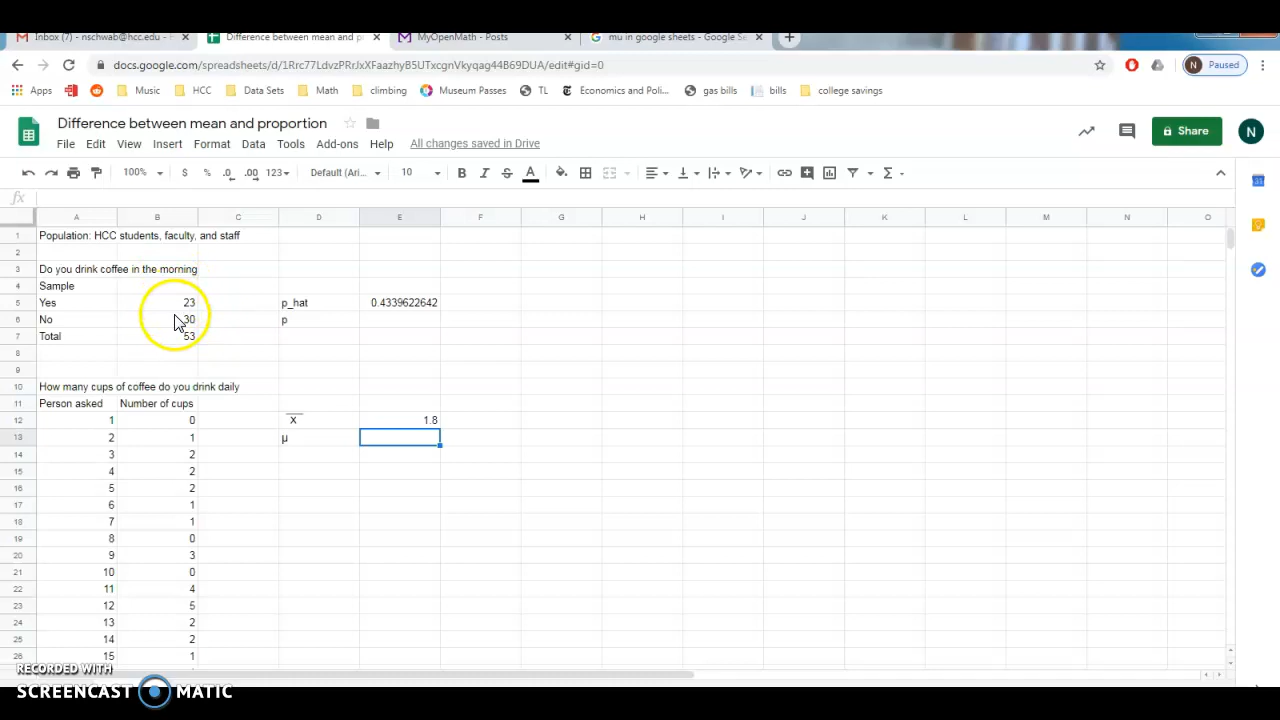 Inbox (7) - rischwab@hcc.edu -
Difference between mean and p
MyOpenMath - Posts
mu in google sheets - Google Se
docs.google.com/spreadsheets/d/1Rrc77LdvzPRrJxXFaazhyB5UTxcgnVkyqag44B69DUA/edit#gid=0
N Paused
Apps Music HCC Data Sets Math climbing Museum Passes TL Economics and Poli... gas bills bills college savings
Difference between mean and proportion
File Edit View Insert Format Data Tools Add-ons Help All changes saved in Drive
Share
N
100% $ % .0 .00 123 Default (Ari... 10 B I S A Σ
fx
A B C D E F G H I J K L M N O
1 Population: HCC students, faculty, and staff
2
3 Do you drink coffee in the morning
4 Sample
5 Yes 23 p_hat 0.4339622642
6 No 30 p
7 Total 53
8
9
10 How many cups of coffee do you drink daily
11 Person asked Number of cups
12 1 0 X 1.8
13 2 1 μ
14 3 2
15 4 2
16 5 2
17 6 1
18 7 1
19 8 0
20 9 3
21 10 0
22 11 4
23 12 5
24 13 2
25 14 2
26 15 1
RECORDED WITH
SCREENCAST MATIC